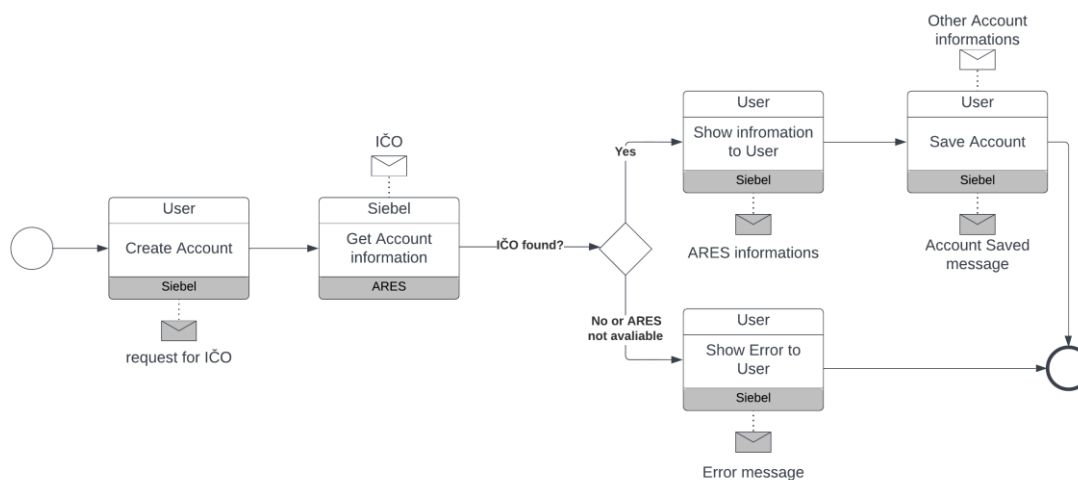 User
Create Account
Siebel
request for IČO
IČO
Siebel
Get Account
information
ARES
IČO found?
Yes
No or ARES
not avaliable
User
Show infromation
to User
Siebel
ARES informations
Other Account
informations
User
Save Account
Siebel
Account Saved
message
User
Show Error to
User
Siebel
Error message